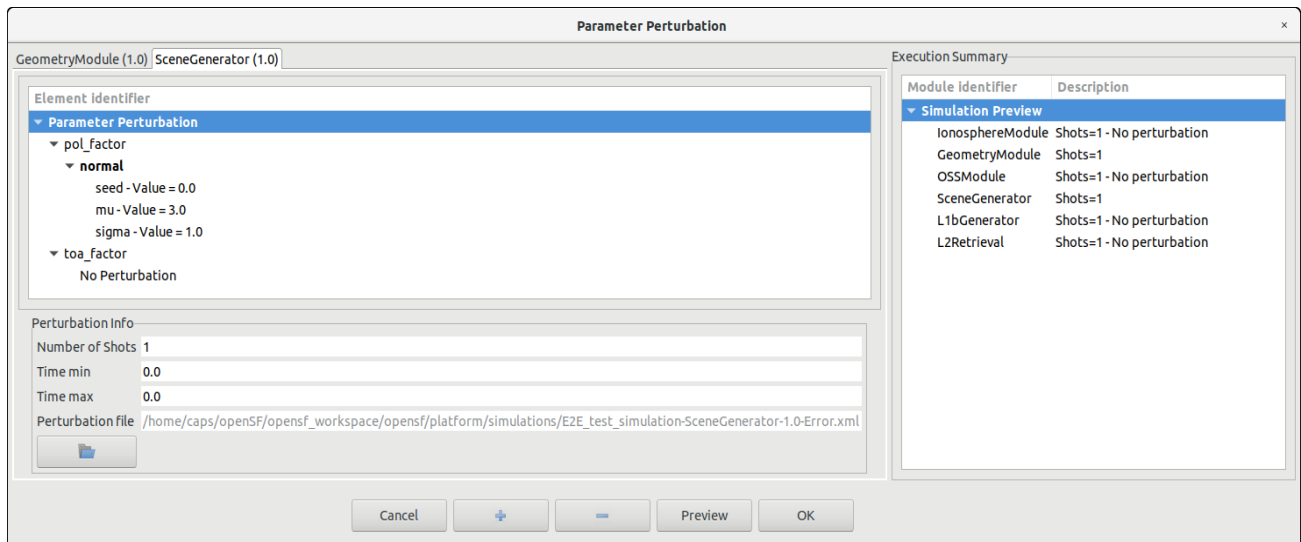 Parameter Perturbation
×
GeometryModule (1.0) SceneGenerator (1.0)
Element identifier
Parameter Perturbation
pol_factor
normal
seed - Value = 0.0
mu - Value = 3.0
sigma - Value = 1.0
toa_factor
No Perturbation
Perturbation Info
Number of Shots 1
Time min 0.0
Time max 0.0
Perturbation file /home/caps/openSF/opensf_workspace/opensf/platform/simulations/E2E_test_simulation-SceneGenerator-1.0-Error.xml
Execution Summary
Module identifier Description
Simulation Preview
IonosphereModule Shots=1 - No perturbation
GeometryModule Shots=1
OSSModule Shots=1 - No perturbation
SceneGenerator Shots=1
L1bGenerator Shots=1 - No perturbation
L2Retrieval Shots=1 - No perturbation
Cancel + - Preview OK